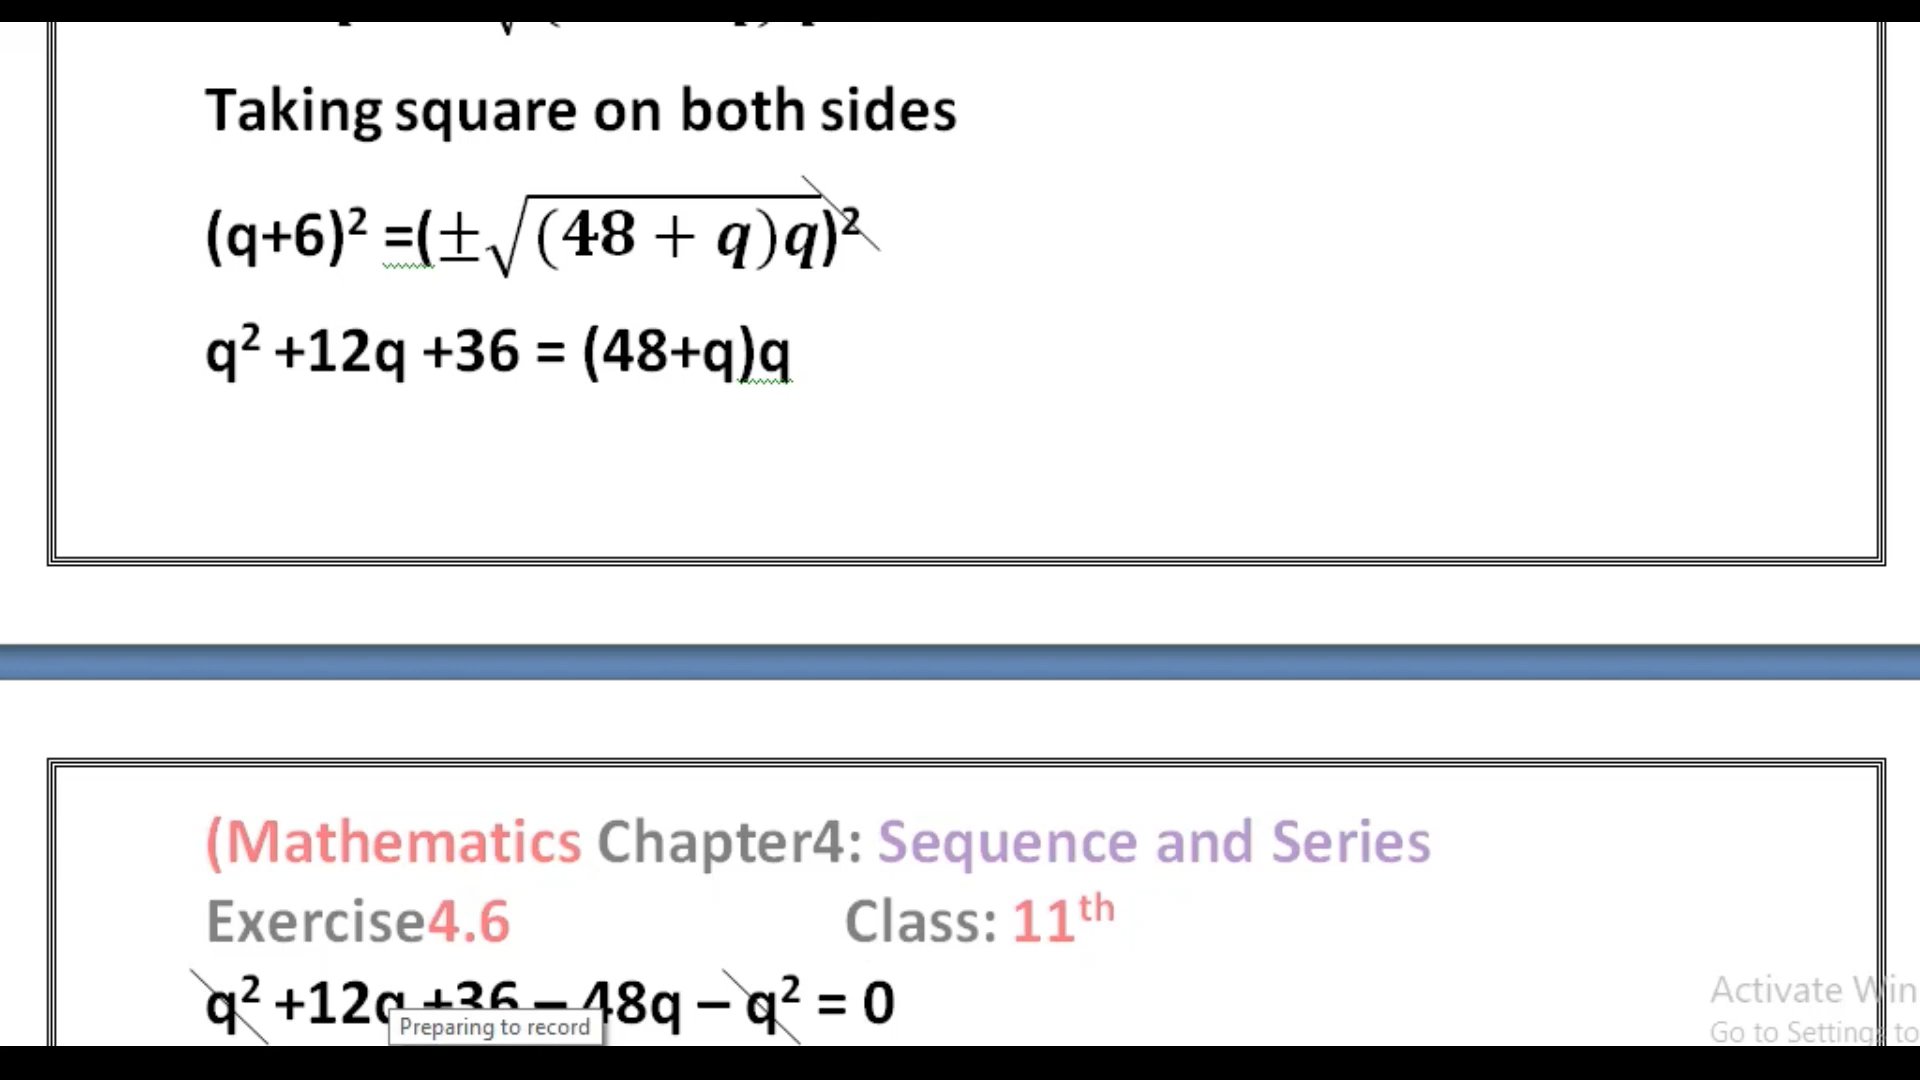 Taking square on both sides
(q+6)² =(±√(48 + q)q)²
q² +12q +36 = (48+q)q
(Mathematics Chapter4: Sequence and Series
Exercise4.6 Class: 11th
q² +12q +36 – 48q – q² = 0
Preparing to record
Activate Win
Go to Settings to